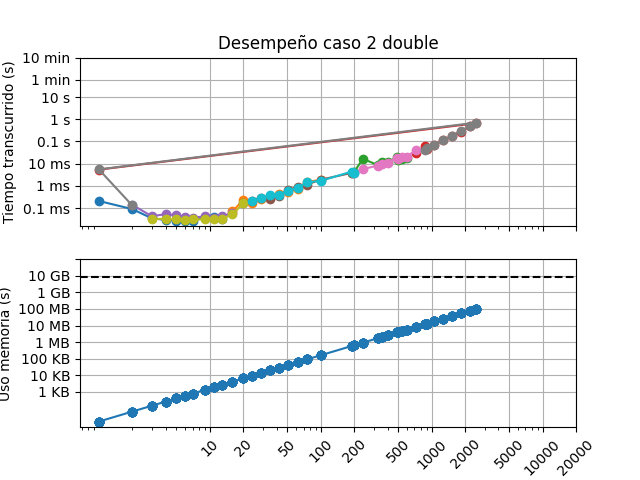 Desempeño caso 2 double
Tiempo transcurrido (s)
10 min
1 min
10 s
1 s
0.1 s
10 ms
1 ms
0.1 ms
Uso memoria (s)
10 GB
1 GB
100 MB
10 MB
1 MB
100 KB
10 KB
1 KB
10
20
50
100
200
500
1000
2000
5000
10000
20000